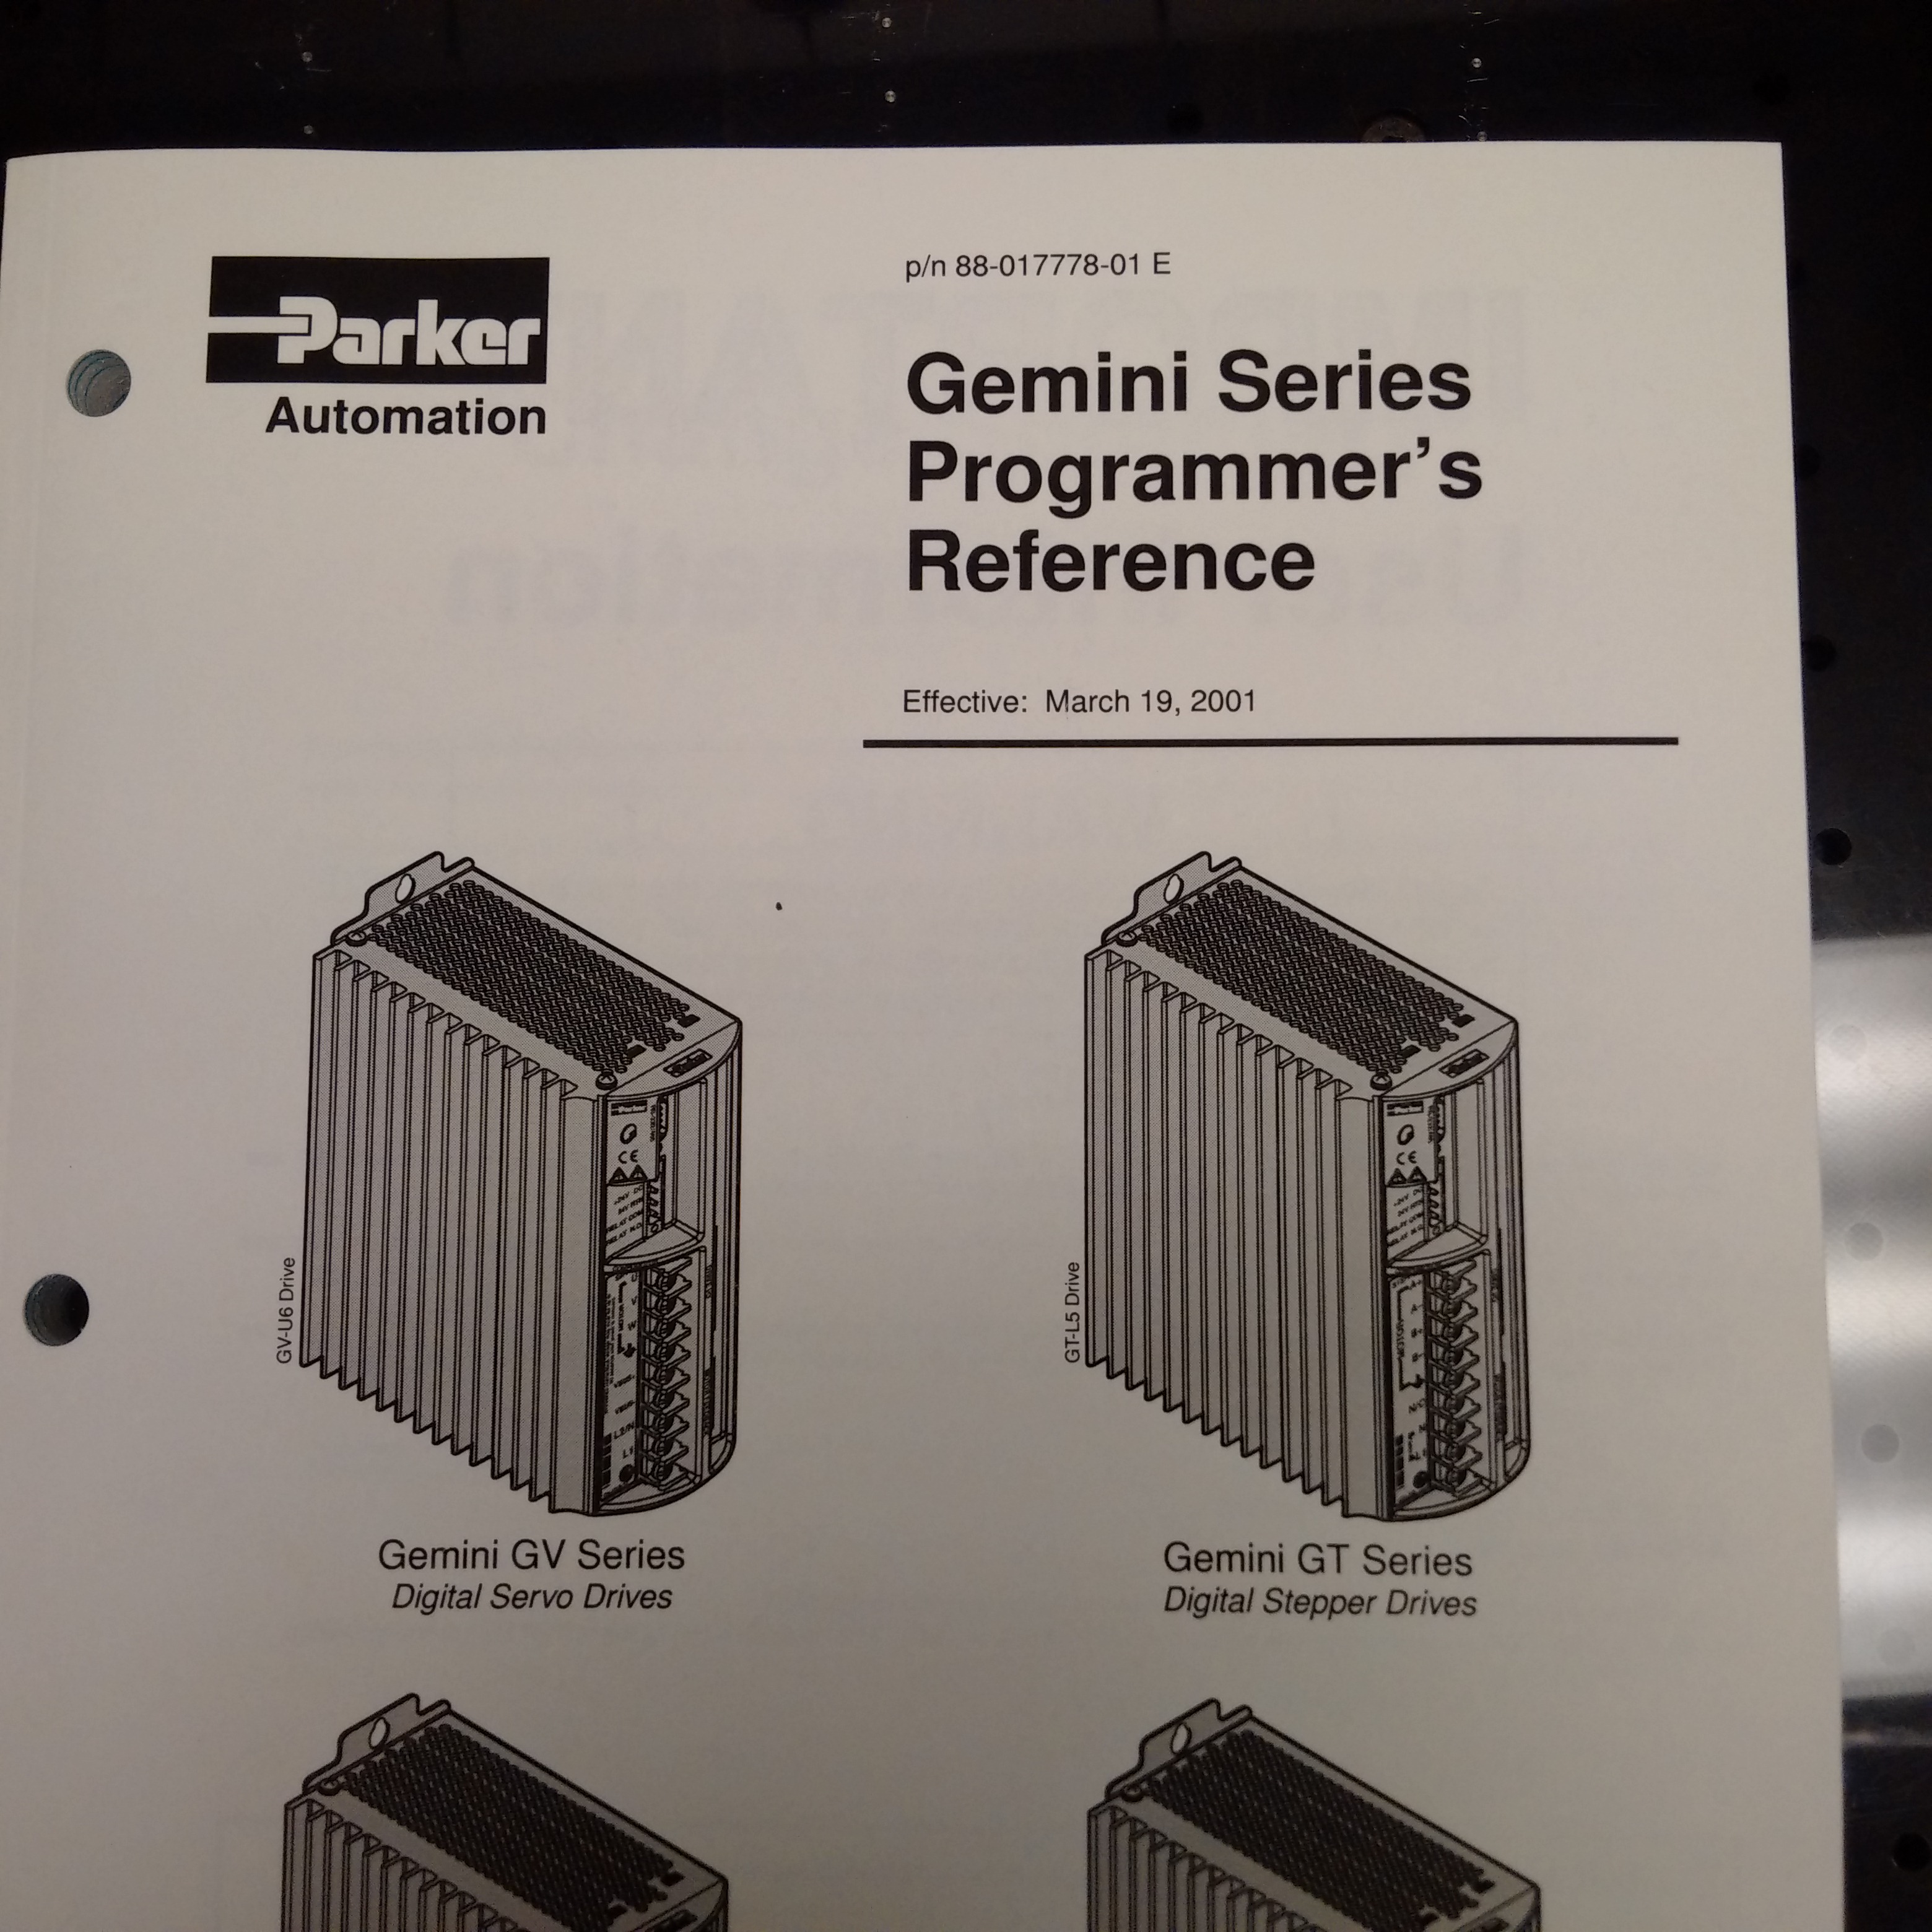 Parker
Automation
p/n 88-017778-01 E
Gemini Series
Programmer's
Reference
Effective: March 19, 2001
GV-U6 Drive
GT-L5 Drive
Gemini GV Series
Digital Servo Drives
Gemini GT Series
Digital Stepper Drives